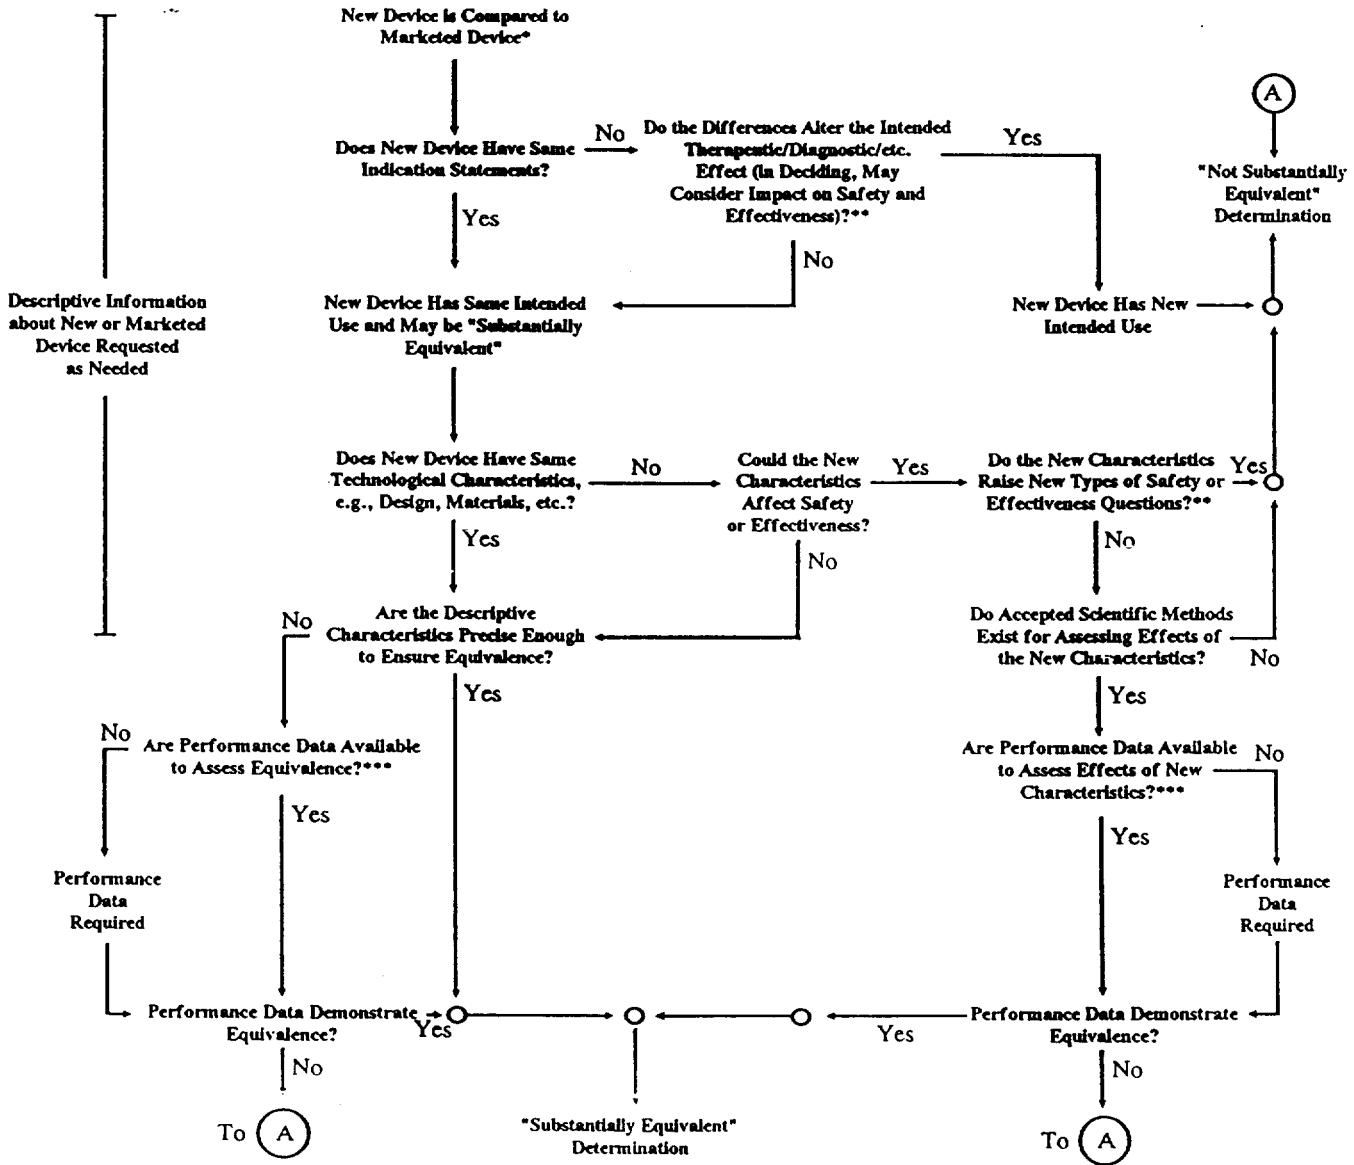 New Device is Compared to
Marketed Device*
A
Does New Device Have Same
Indication Statements?
No
Do the Differences Alter the Intended
Therapeutic/Diagnostic/etc.
Effect (in Deciding, May
Consider Impact on Safety and
Effectiveness)?**
Yes
"Not Substantially
Equivalent"
Determination
Yes
No
Descriptive Information
about New or Marketed
Device Requested
as Needed
New Device Has Same Intended
Use and May be "Substantially
Equivalent"
New Device Has New
Intended Use
Does New Device Have Same
Technological Characteristics,
e.g., Design, Materials, etc.?
No
Could the New
Characteristics
Affect Safety
or Effectiveness?
Yes
Do the New Characteristics
Raise New Types of Safety or
Effectiveness Questions?**
Yes
Yes
No
No
No
Are the Descriptive
Characteristics Precise Enough
to Ensure Equivalence?
Do Accepted Scientific Methods
Exist for Assessing Effects of
the New Characteristics?
No
Yes
Yes
No
Are Performance Data Available
to Assess Equivalence?***
Are Performance Data Available
to Assess Effects of New
Characteristics?***
No
Yes
Yes
Performance
Data
Required
Performance
Data
Required
Performance Data Demonstrate
Equivalence?
Yes
Yes
Performance Data Demonstrate
Equivalence?
No
No
To A
"Substantially Equivalent"
Determination
To A